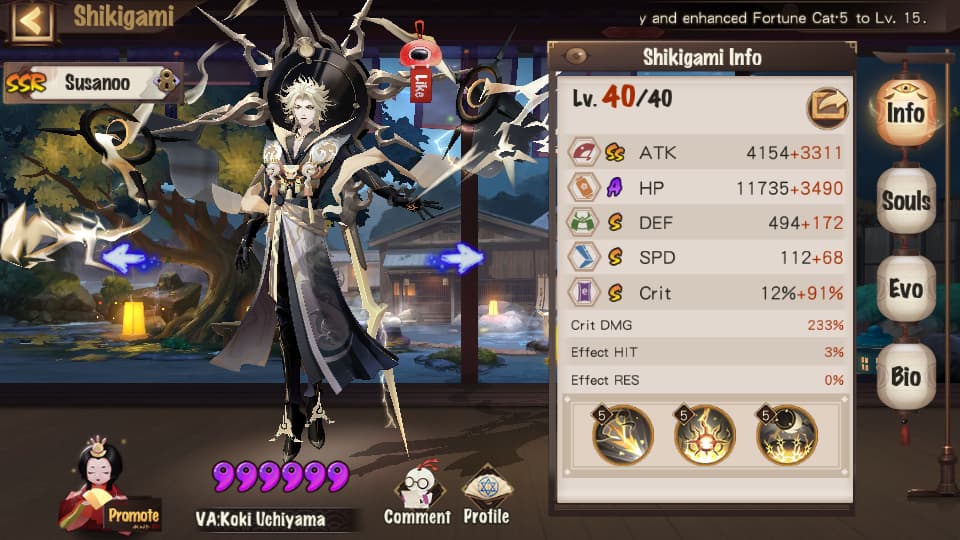 Shikigami
y and enhanced Fortune Cat·5 to Lv. 15.
SSR Susanoo
Like
Shikigami Info
Lv. 40/40
SS ATK 4154+3311
A HP 11735+3490
S DEF 494+172
S SPD 112+68
S Crit 12%+91%
Crit DMG 233%
Effect HIT 3%
Effect RES 0%
5 5 5
Info
Souls
Evo
Bio
Promote
VA:Koki Uchiyama
Comment Profile